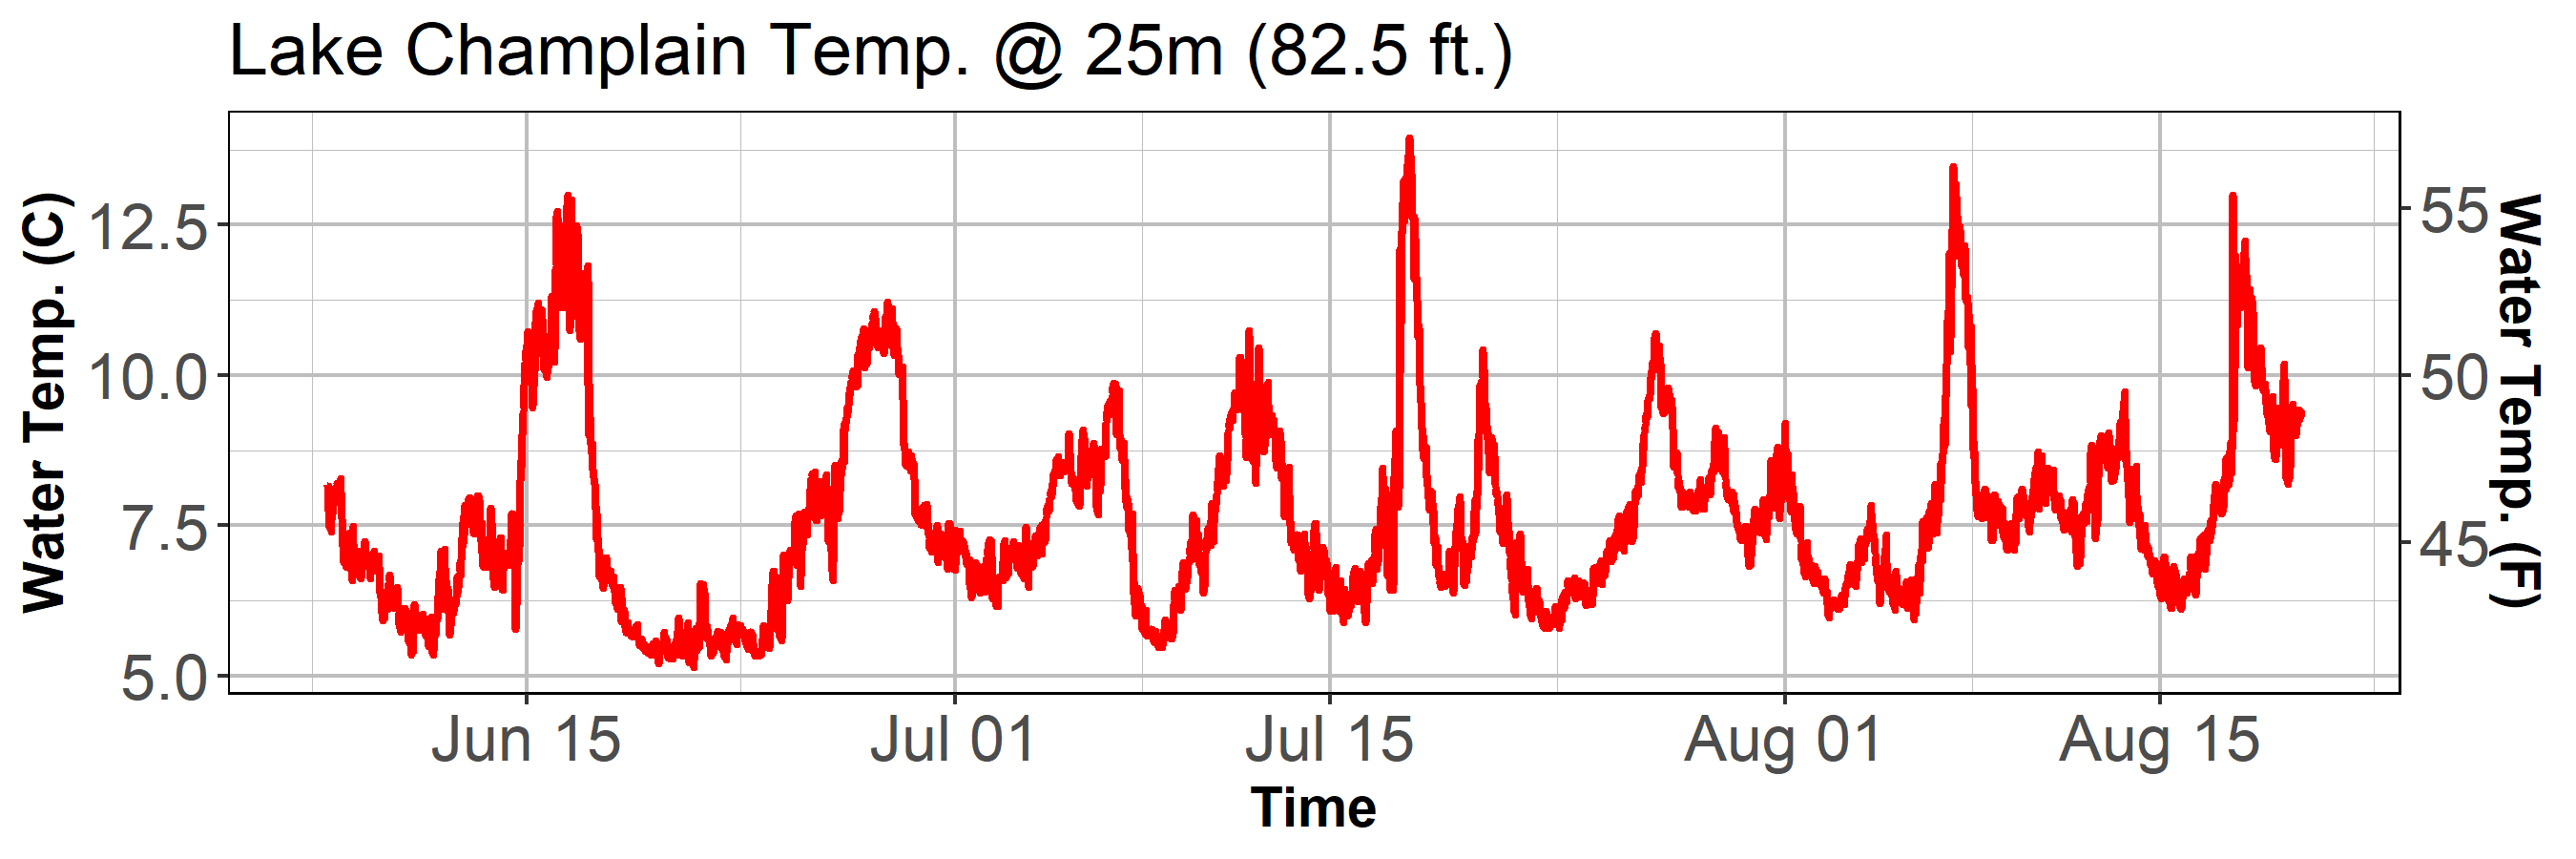 Lake Champlain Temp. @ 25m (82.5 ft.)
Water Temp. (C)
12.5
10.0
7.5
5.0
55
50
45
Water Temp. (F)
Jun 15
Jul 01
Jul 15
Aug 01
Aug 15
Time